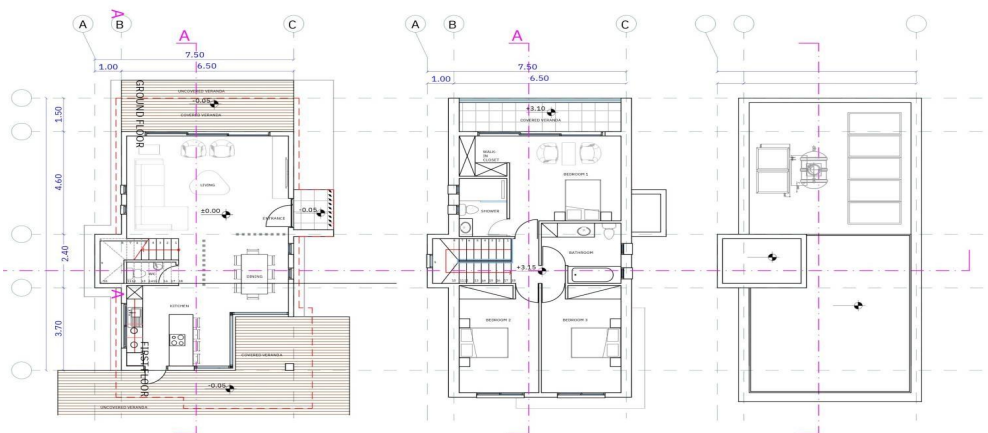 A
A
B
C
A
7.50
1.00
6.50
GROUND FLOOR
UNCOVERED VERANDA
-0.05
COVERED VERANDA
1.50
4.60
2.40
3.70
LIVING
±0.00
ENTRANCE
-0.05
DINING
A
KITCHEN
FIRST FLOOR
COVERED VERANDA
-0.05
UNCOVERED VERANDA
A
B
C
A
7.50
1.00
6.50
+3.10
COVERED VERANDA
WALK-
IN
CLOSET
BEDROOM 1
SHOWER
BATHROOM
+3.15
BEDROOM 2
BEDROOM 3